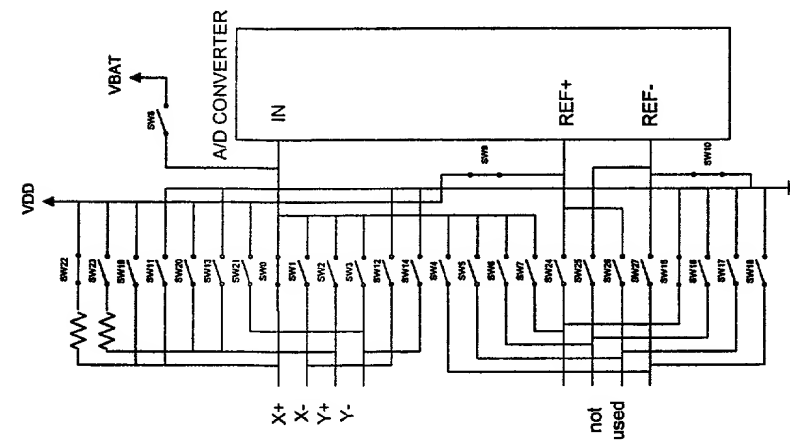 VBAT
SW8
A/D CONVERTER
IN
REF+
REF-
SW9
SW10
VDD
SW22
SW23
SW19
SW11
SW20
SW13
SW21
SW0
SW1
SW2
SW3
SW12
SW14
SW4
SW5
SW6
SW7
SW24
SW25
SW26
SW27
SW15
SW16
SW17
SW18
X+
X-
Y+
Y-
not
used